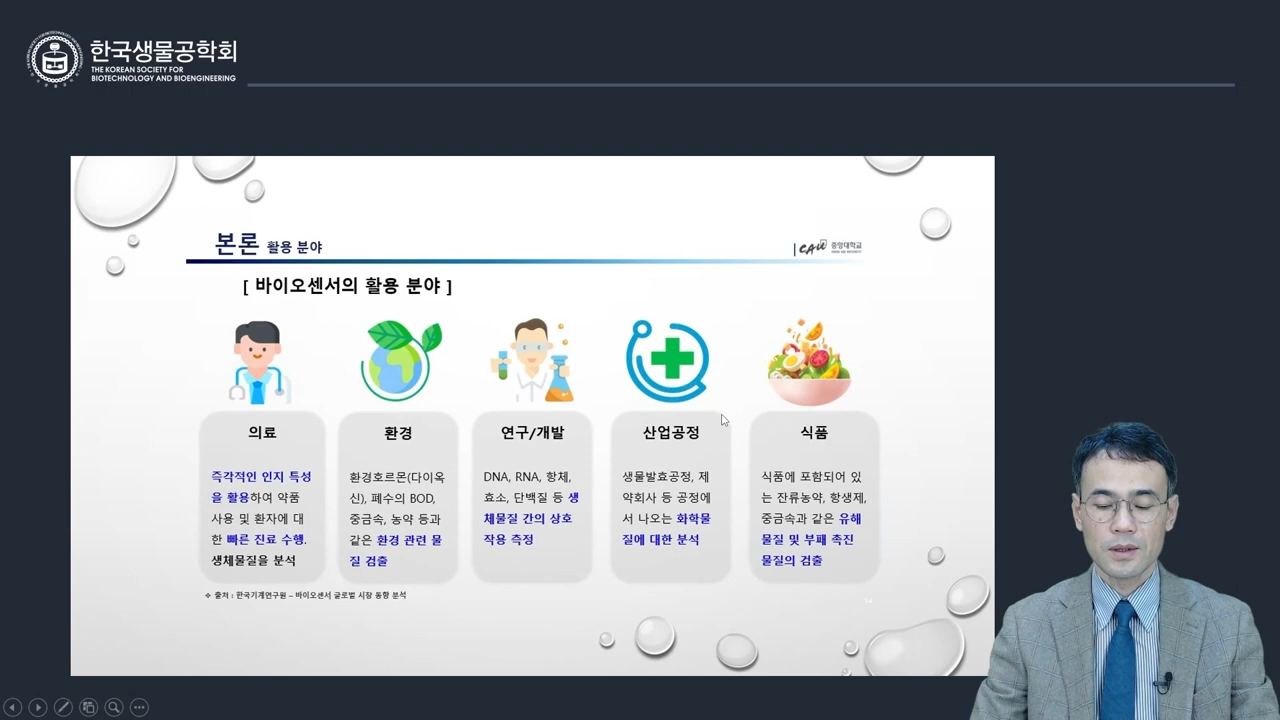 한국생물공학회
THE KOREAN SOCIETY FOR
BIOTECHNOLOGY AND BIOENGINEERING
본론 활용 분야
CAU 중앙대학교
[ 바이오센서의 활용 분야 ]
의료
즉각적인 인지 특성
을 활용하여 약품
사용 및 환자에 대
한 빠른 진료 수행.
생체물질을 분석
환경
환경호르몬(다이옥
신), 폐수의 BOD,
중금속, 농약 등과
같은 환경 관련 물
질 검출
연구/개발
DNA, RNA, 항체,
효소, 단백질 등 생
체물질 간의 상호
작용 측정
산업공정
생물발효공정, 제
약회사 등 공정에
서 나오는 화학물
질에 대한 분석
식품
식품에 포함되어 있
는 잔류농약, 항생제,
중금속과 같은 유해
물질 및 부패 촉진
물질의 검출
❖ 출처 : 한국기계연구원 – 바이오센서 글로벌 시장 동향 분석